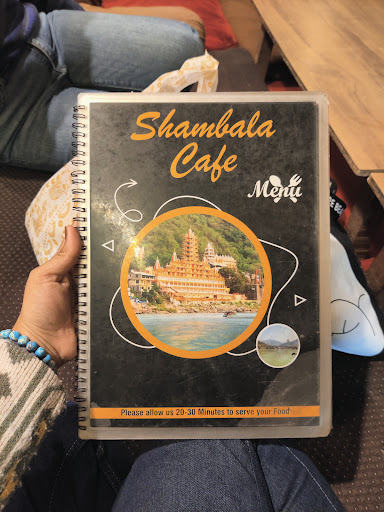 Shambala
Cafe
Menu
Please allow us 20-30 Minutes to serve your Food